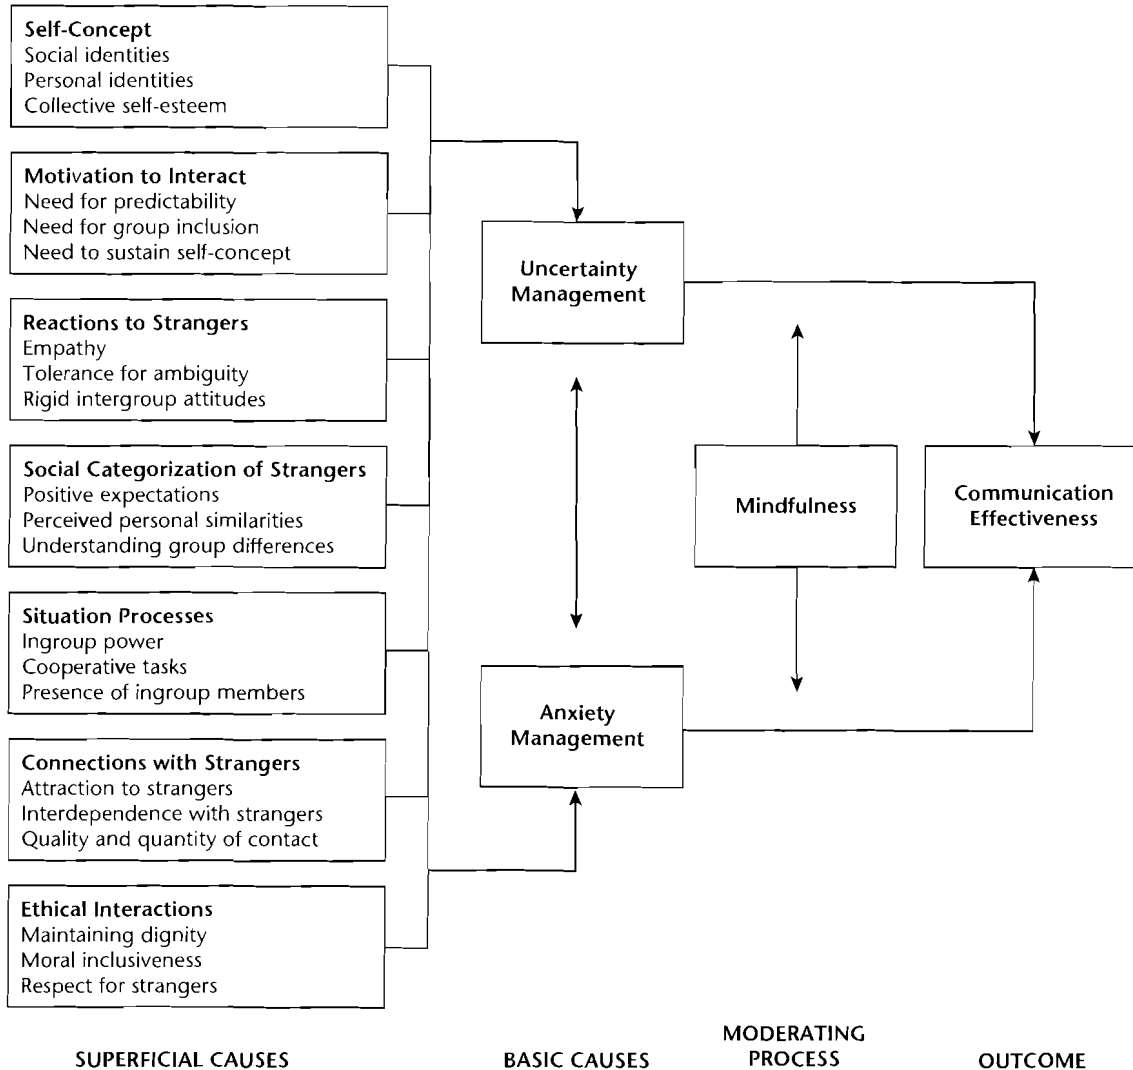 Self-Concept
Social identities
Personal identities
Collective self-esteem
Motivation to Interact
Need for predictability
Need for group inclusion
Need to sustain self-concept
Reactions to Strangers
Empathy
Tolerance for ambiguity
Rigid intergroup attitudes
Social Categorization of Strangers
Positive expectations
Perceived personal similarities
Understanding group differences
Situation Processes
Ingroup power
Cooperative tasks
Presence of ingroup members
Connections with Strangers
Attraction to strangers
Interdependence with strangers
Quality and quantity of contact
Ethical Interactions
Maintaining dignity
Moral inclusiveness
Respect for strangers
SUPERFICIAL CAUSES
Uncertainty
Management
Anxiety
Management
BASIC CAUSES
Mindfulness
MODERATING
PROCESS
Communication
Effectiveness
OUTCOME